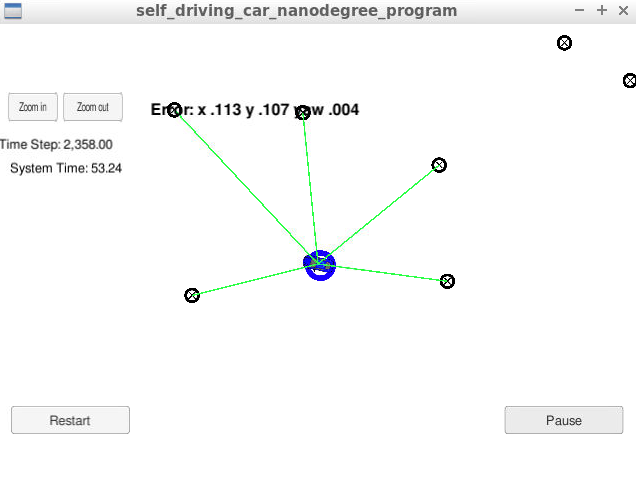 self_driving_car_nanodegree_program
Zoom in
Zoom out
Error: x .113 y .107 yaw .004
Time Step: 2,358.00
System Time: 53.24
Restart
Pause